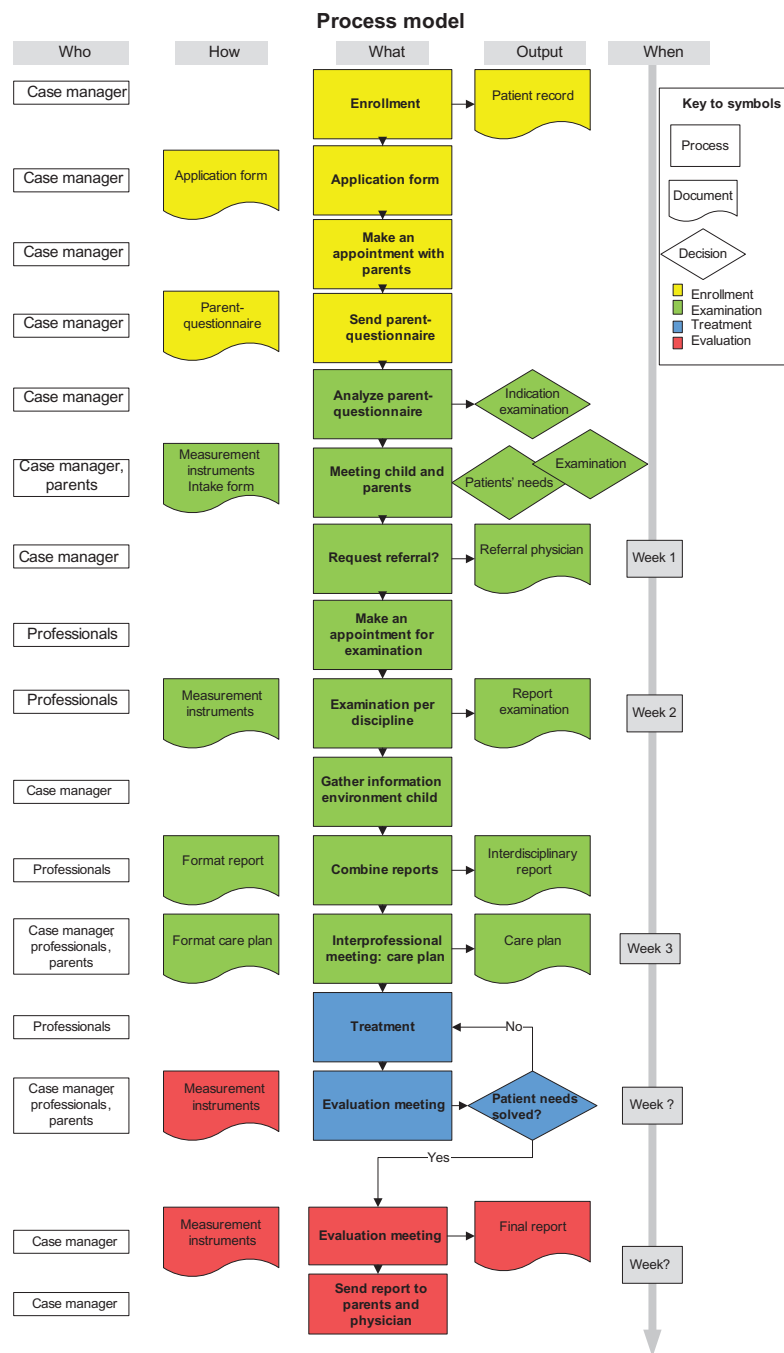 Process model
Who
How
What
Output
When
Case manager
Enrollment
Patient record
Key to symbols
Process
Document
Decision
Enrollment
Examination
Treatment
Evaluation
Case manager
Application form
Application form
Case manager
Make an
appointment with
parents
Case manager
Parent-
questionnaire
Send parent-
questionnaire
Case manager
Analyze parent-
questionnaire
Indication
examination
Case manager,
parents
Measurement
instruments
Intake form
Meeting child and
parents
Patients' needs
Examination
Case manager
Request referral?
Referral physician
Week 1
Professionals
Make an
appointment for
examination
Professionals
Measurement
instruments
Examination per
discipline
Report
examination
Week 2
Case manager
Gather information
environment child
Professionals
Format report
Combine reports
Interdisciplinary
report
Case manager,
professionals,
parents
Format care plan
Interprofessional
meeting: care plan
Care plan
Week 3
Professionals
Treatment
No
Case manager,
professionals,
parents
Measurement
instruments
Evaluation meeting
Patient needs
solved?
Week ?
Yes
Case manager
Measurement
instruments
Evaluation meeting
Final report
Week?
Case manager
Send report to
parents and
physician